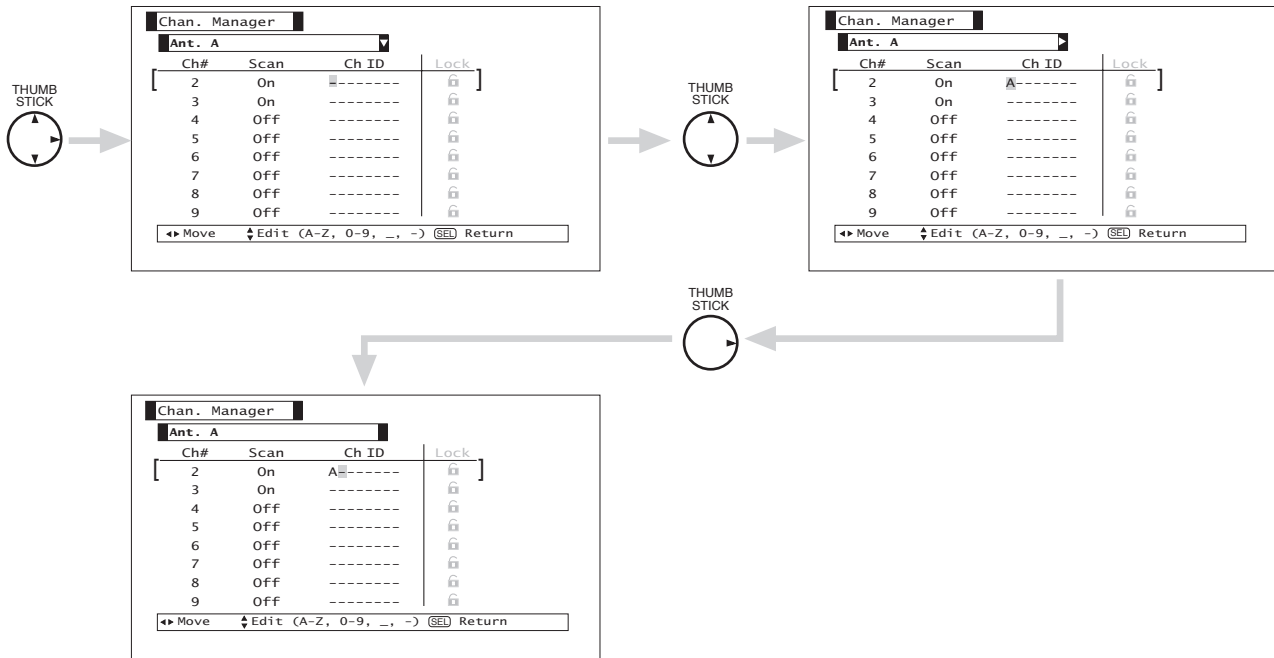 Chan. Manager
Ant. A
Ch# Scan Ch ID Lock
2 On --------
3 On --------
4 Off --------
5 Off --------
6 Off --------
7 Off --------
8 Off --------
9 Off --------
Move Edit (A-Z, 0-9, _, -) SEL Return
THUMB
STICK
THUMB
STICK
Chan. Manager
Ant. A
Ch# Scan Ch ID Lock
2 On A-------
3 On --------
4 Off --------
5 Off --------
6 Off --------
7 Off --------
8 Off --------
9 Off --------
Move Edit (A-Z, 0-9, _, -) SEL Return
THUMB
STICK
Chan. Manager
Ant. A
Ch# Scan Ch ID Lock
2 On A-------
3 On --------
4 Off --------
5 Off --------
6 Off --------
7 Off --------
8 Off --------
9 Off --------
Move Edit (A-Z, 0-9, _, -) SEL Return